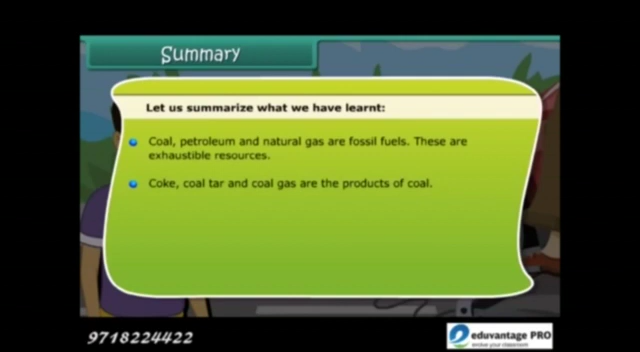 Summary
Let us summarize what we have learnt:
Coal, petroleum and natural gas are fossil fuels. These are
exhaustible resources.
Coke, coal tar and coal gas are the products of coal.
9718224422
eduvantage PRO